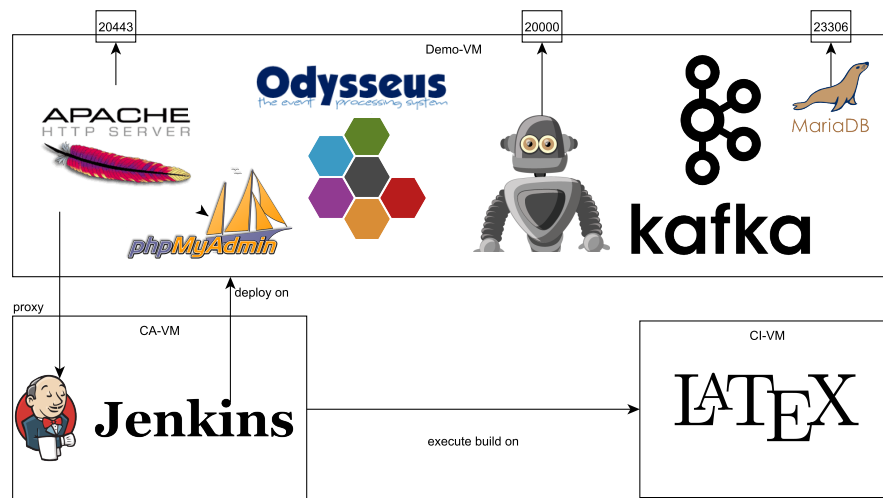 20443
20000
23306
Demo-VM
Odysseus
the event processing system
APACHE
HTTP SERVER
MariaDB
phpMyAdmin
kafka
deploy on
proxy
CA-VM
CI-VM
Jenkins
LATEX
execute build on